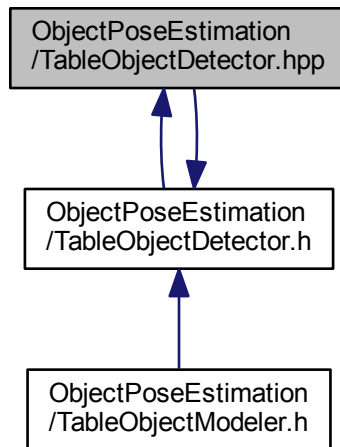 ObjectPoseEstimation
/TableObjectDetector.hpp
ObjectPoseEstimation
/TableObjectDetector.h
ObjectPoseEstimation
/TableObjectModeler.h